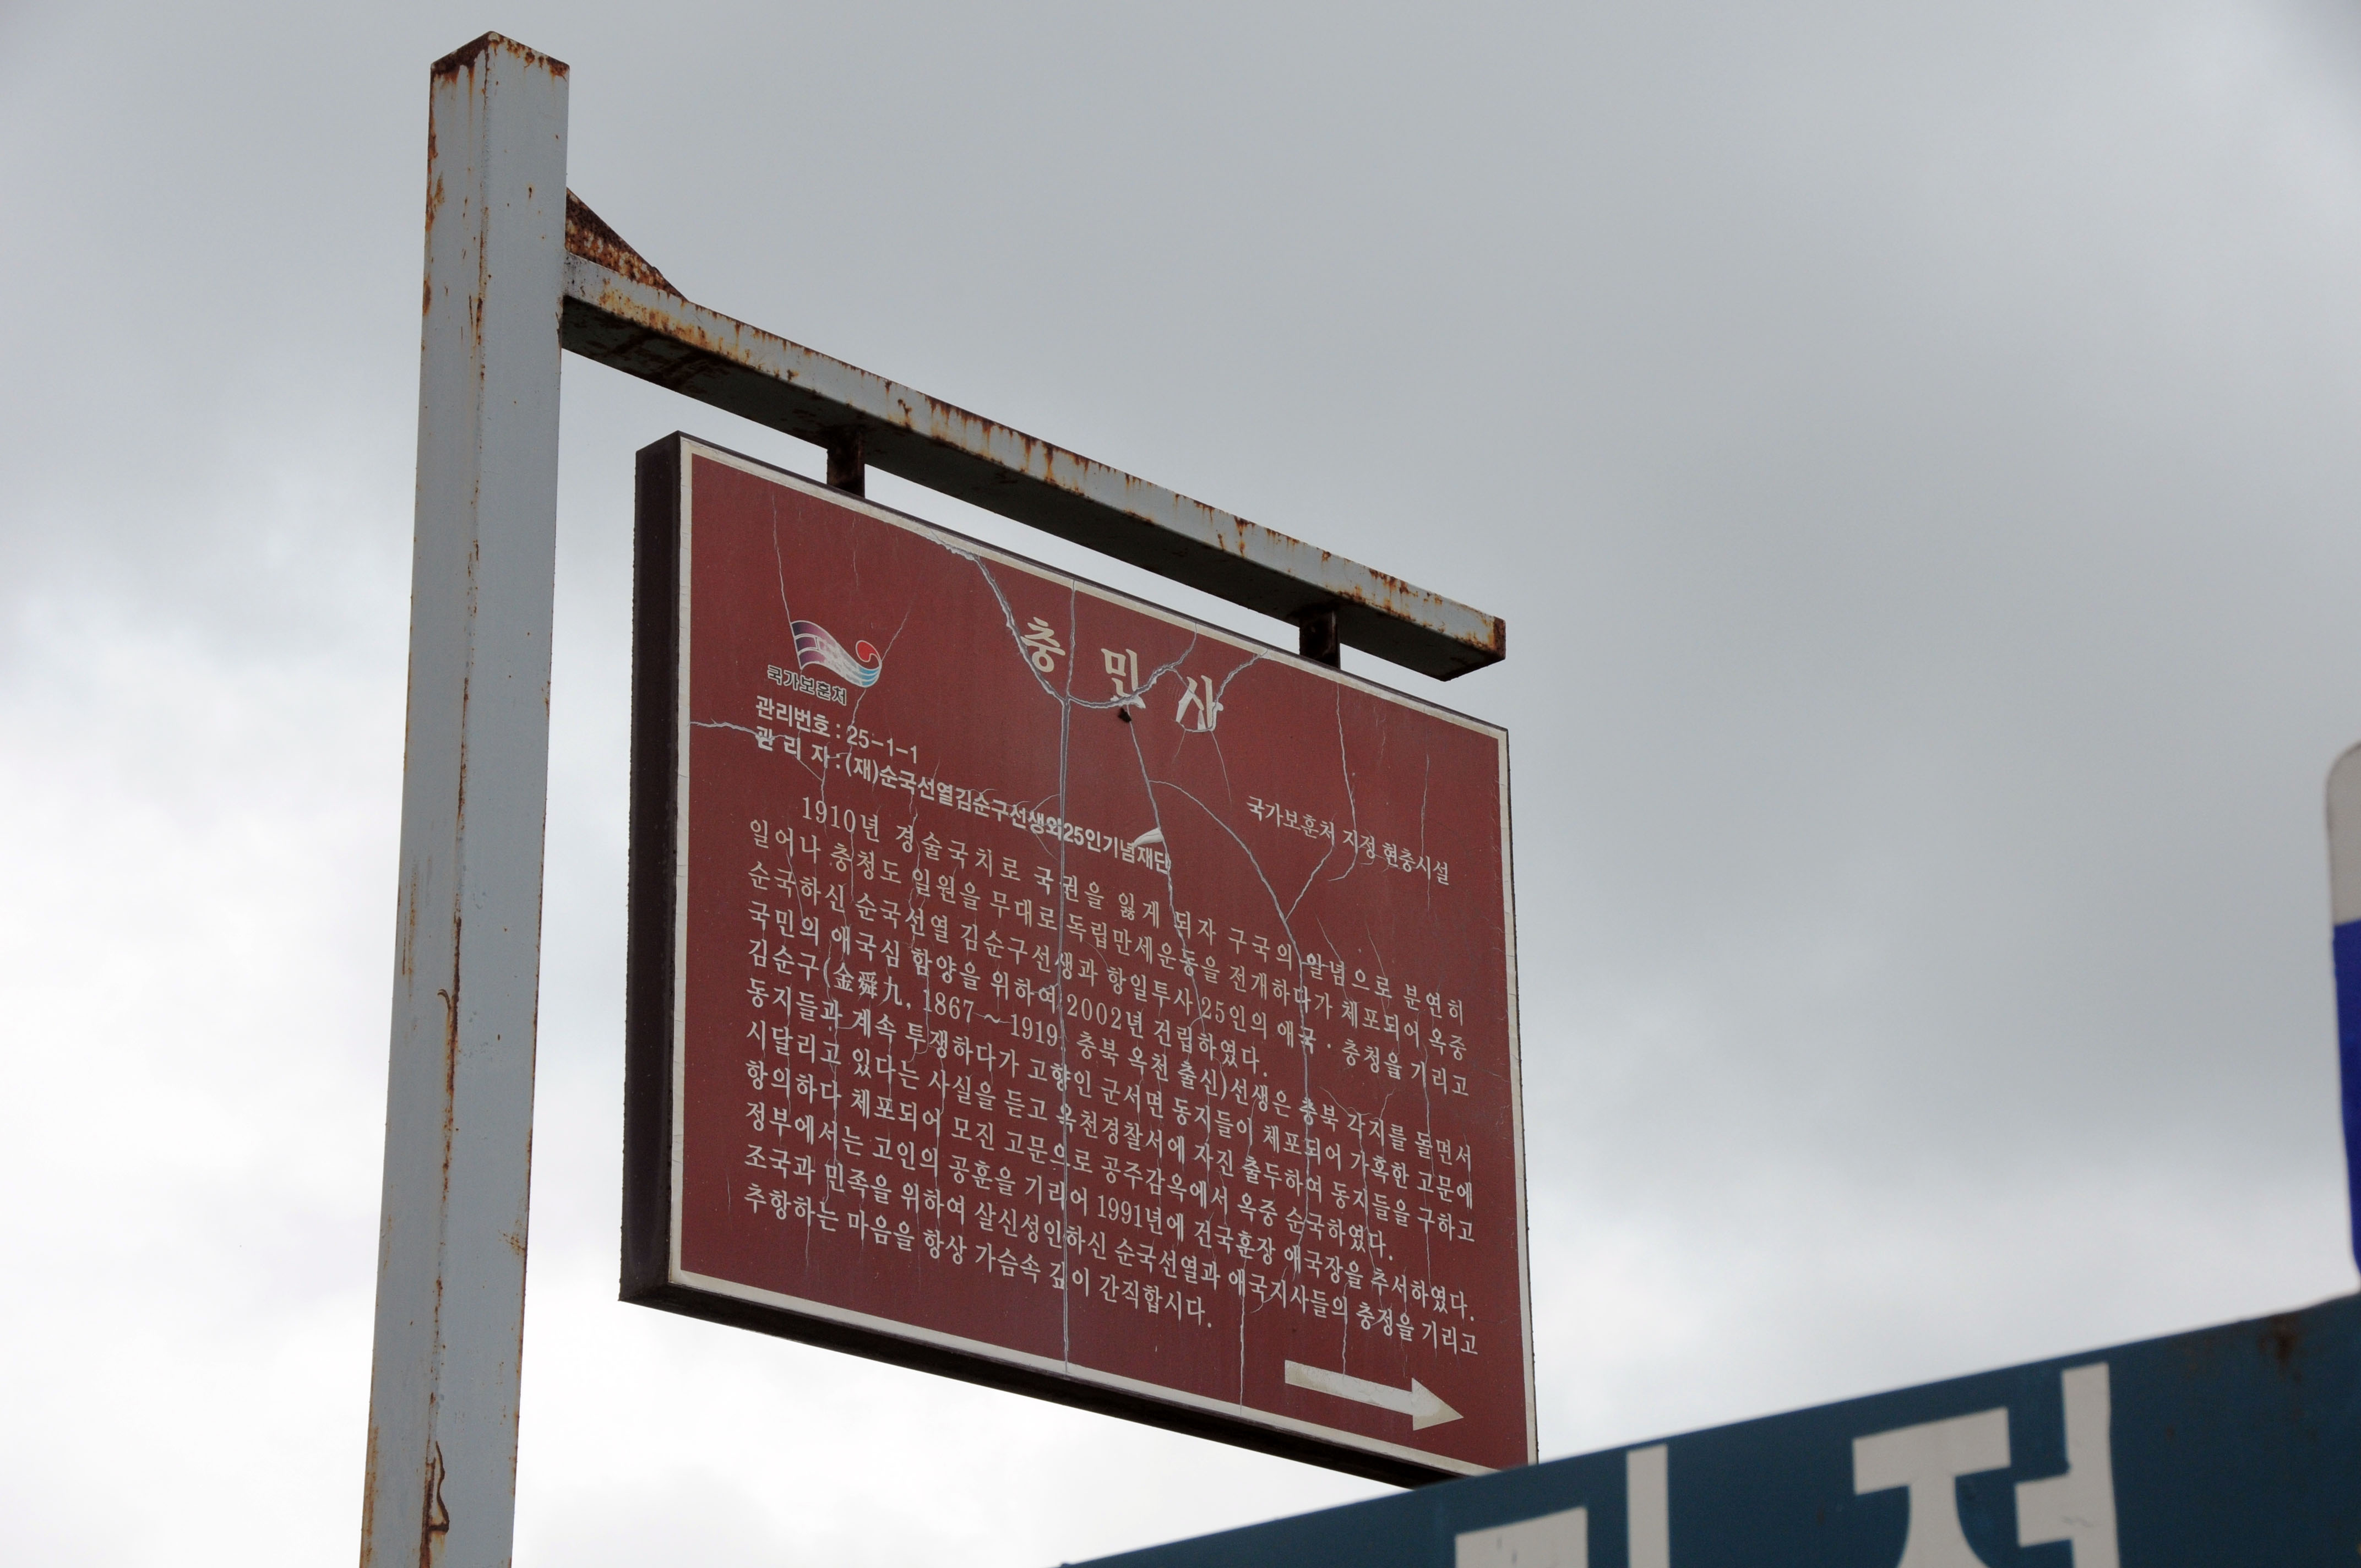 충민사
국가보훈처
관리번호 : 25-1-1
관 리 자 : (재)순국선열김순구선생외25인기념재단
국가보훈처 지정 현충시설
1910년 경술국치로 국권을 잃게 되자 구국의 일념으로 분연히
일어나 충청도 일원을 무대로 독립만세운동을 전개하다가 체포되어 옥중
순국하신 순국선열 김순구선생과 항일투사 25인의 애국·충청을 기리고
국민의 애국심 함양을 위하여 2002년 건립하였다.
김순구(金舜九, 1867~1919 충북 옥천 출신)선생은 충북 각지를 돌면서
동지들과 계속 투쟁하다가 고향인 군서면 동지들이 체포되어 가혹한 고문에
시달리고 있다는 사실을 듣고 옥천경찰서에 자진 출두하여 동지들을 구하고
항의하다 체포되어 모진 고문으로 공주감옥에서 옥중 순국하였다.
정부에서는 고인의 공훈을 기리어 1991년에 건국훈장 애국장을 추서하였다.
조국과 민족을 위하여 살신성인하신 순국선열과 애국지사들의 충정을 기리고
추항하는 마음을 항상 가슴속 깊이 간직합시다.